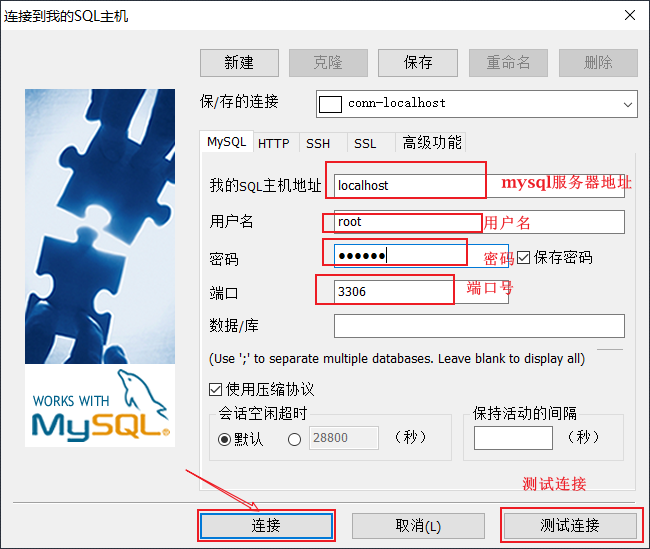 连接到我的SQL主机
新建 克隆 保存 重命名 删除
保/存的连接 conn-localhost
MySQL HTTP SSH SSL 高级功能
我的SQL主机地址 localhost mysql服务器地址
用户名 root 用户名
密码 ●●●●●● 密码 保存密码
端口 3306 端口号
数据/库
(Use ';' to separate multiple databases. Leave blank to display all)
使用压缩协议
会话空闲超时 保持活动的间隔
默认 28800 （秒） （秒）
WORKS WITH
MySQL®
测试连接
连接 取消(L) 测试连接